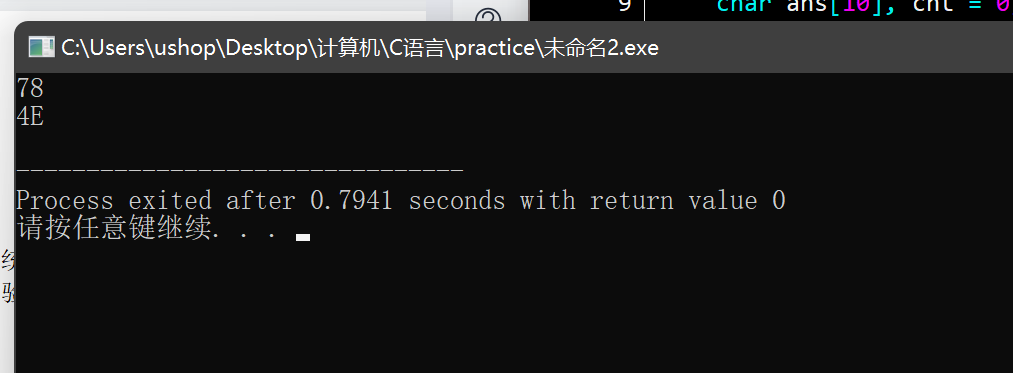 9 char ans[10], cnt = 0
C:\Users\ushop\Desktop\计算机\C语言\practice\未命名2.exe
78
4E
--------------------------------
Process exited after 0.7941 seconds with return value 0
请按任意键继续. . .